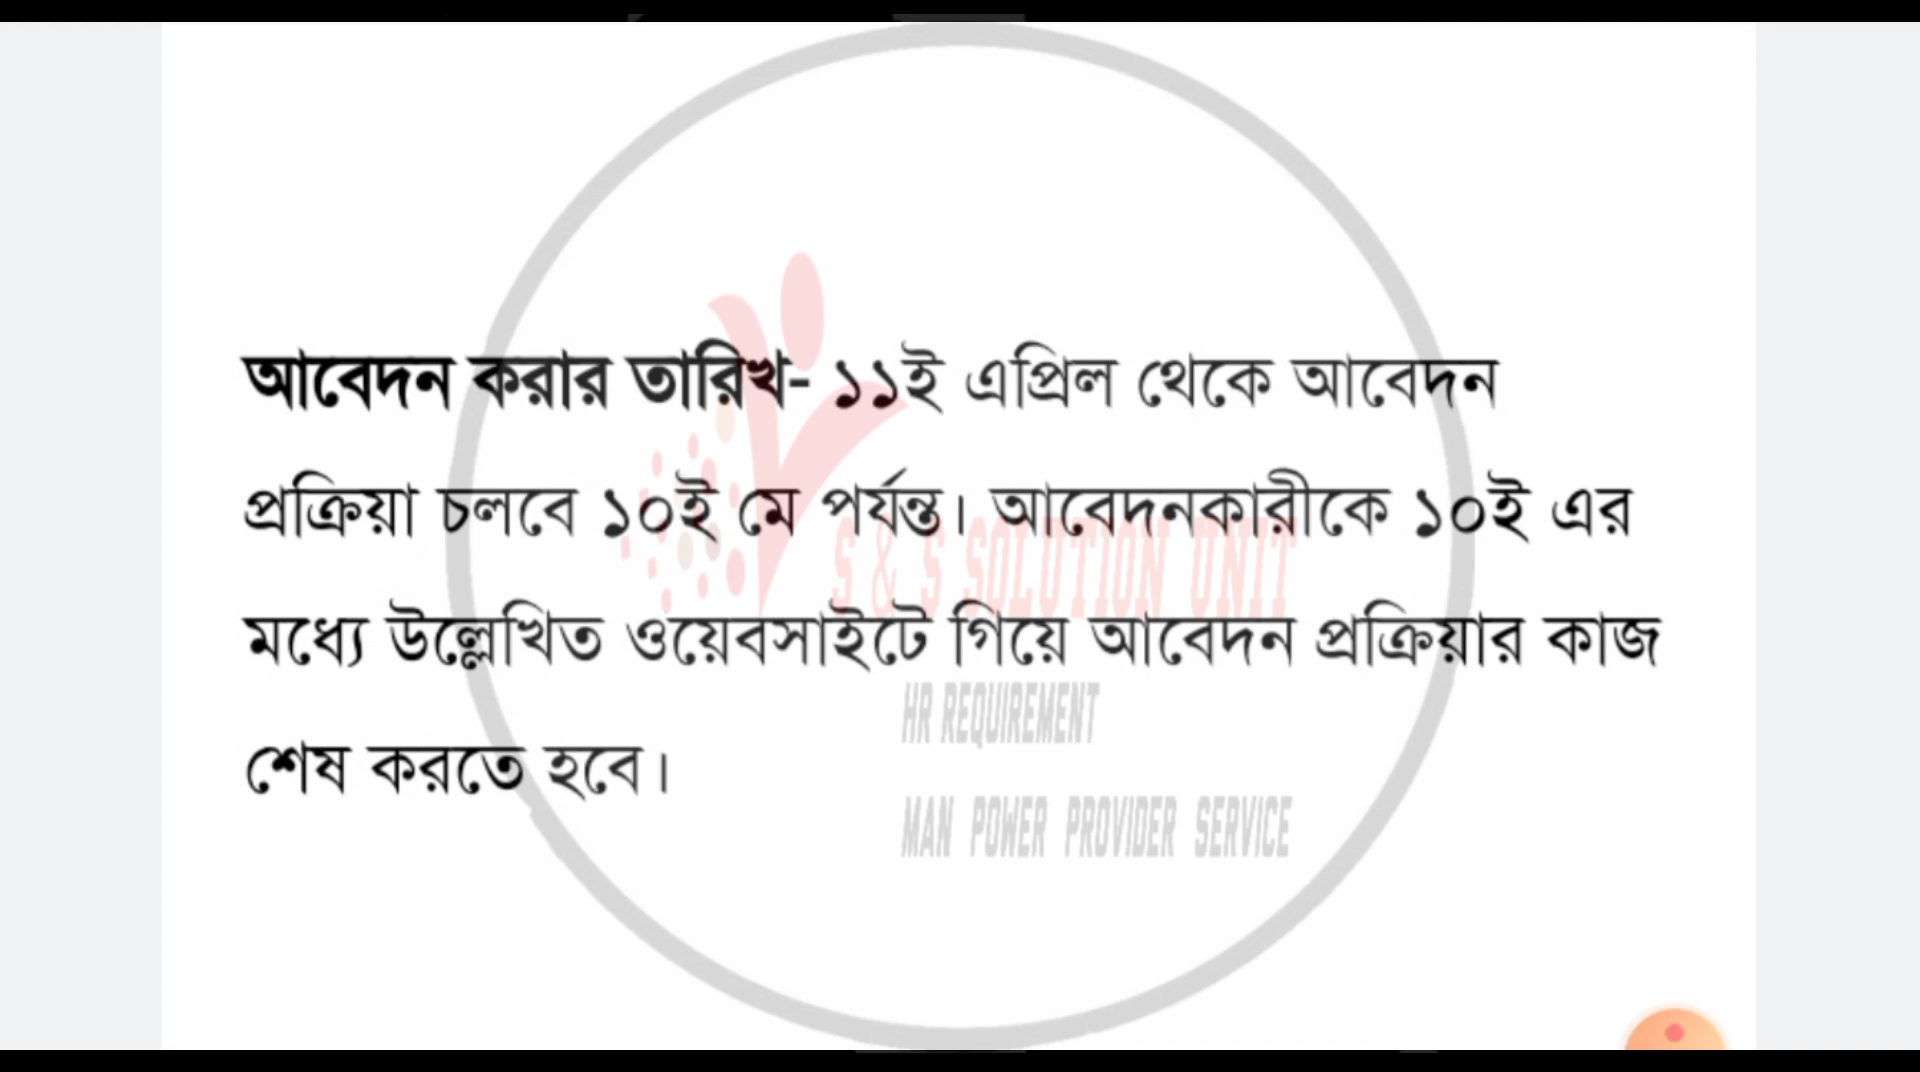 আবেদন করার তারিখ- ১১ই এপ্রিল থেকে আবেদন
প্রক্রিয়া চলবে ১০ই মে পর্যন্ত। আবেদনকারীকে ১০ই এর
S & S SOLUTION UNIT
মধ্যে উল্লেখিত ওয়েবসাইটে গিয়ে আবেদন প্রক্রিয়ার কাজ
HR REQUIREMENT
শেষ করতে হবে।
MAN POWER PROVIDER SERVICE